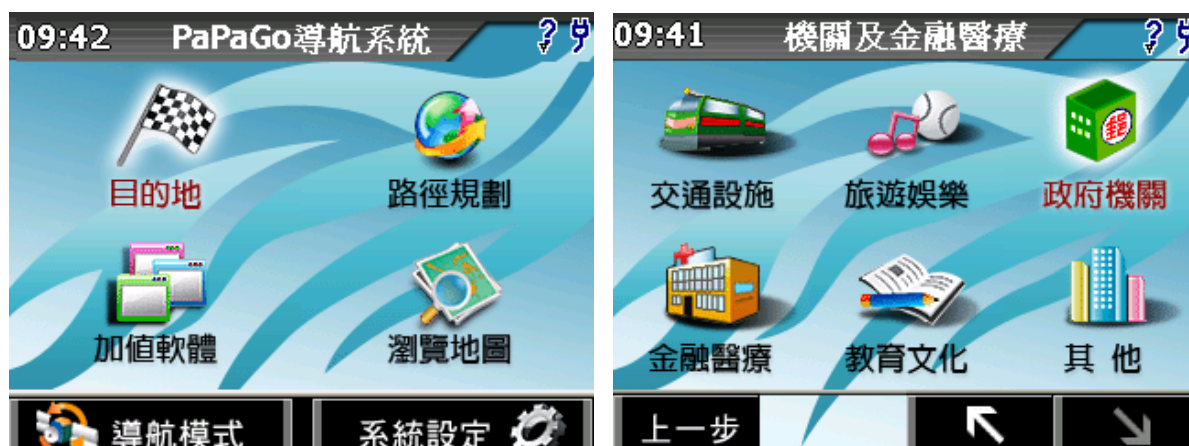 09:42 PaPaGo導航系統
目的地 路徑規劃
加值軟體 瀏覽地圖
導航模式 系統設定
09:41 機關及金融醫療
交通設施 旅遊娛樂 政府機關
郵
金融醫療 教育文化 其 他
上一步